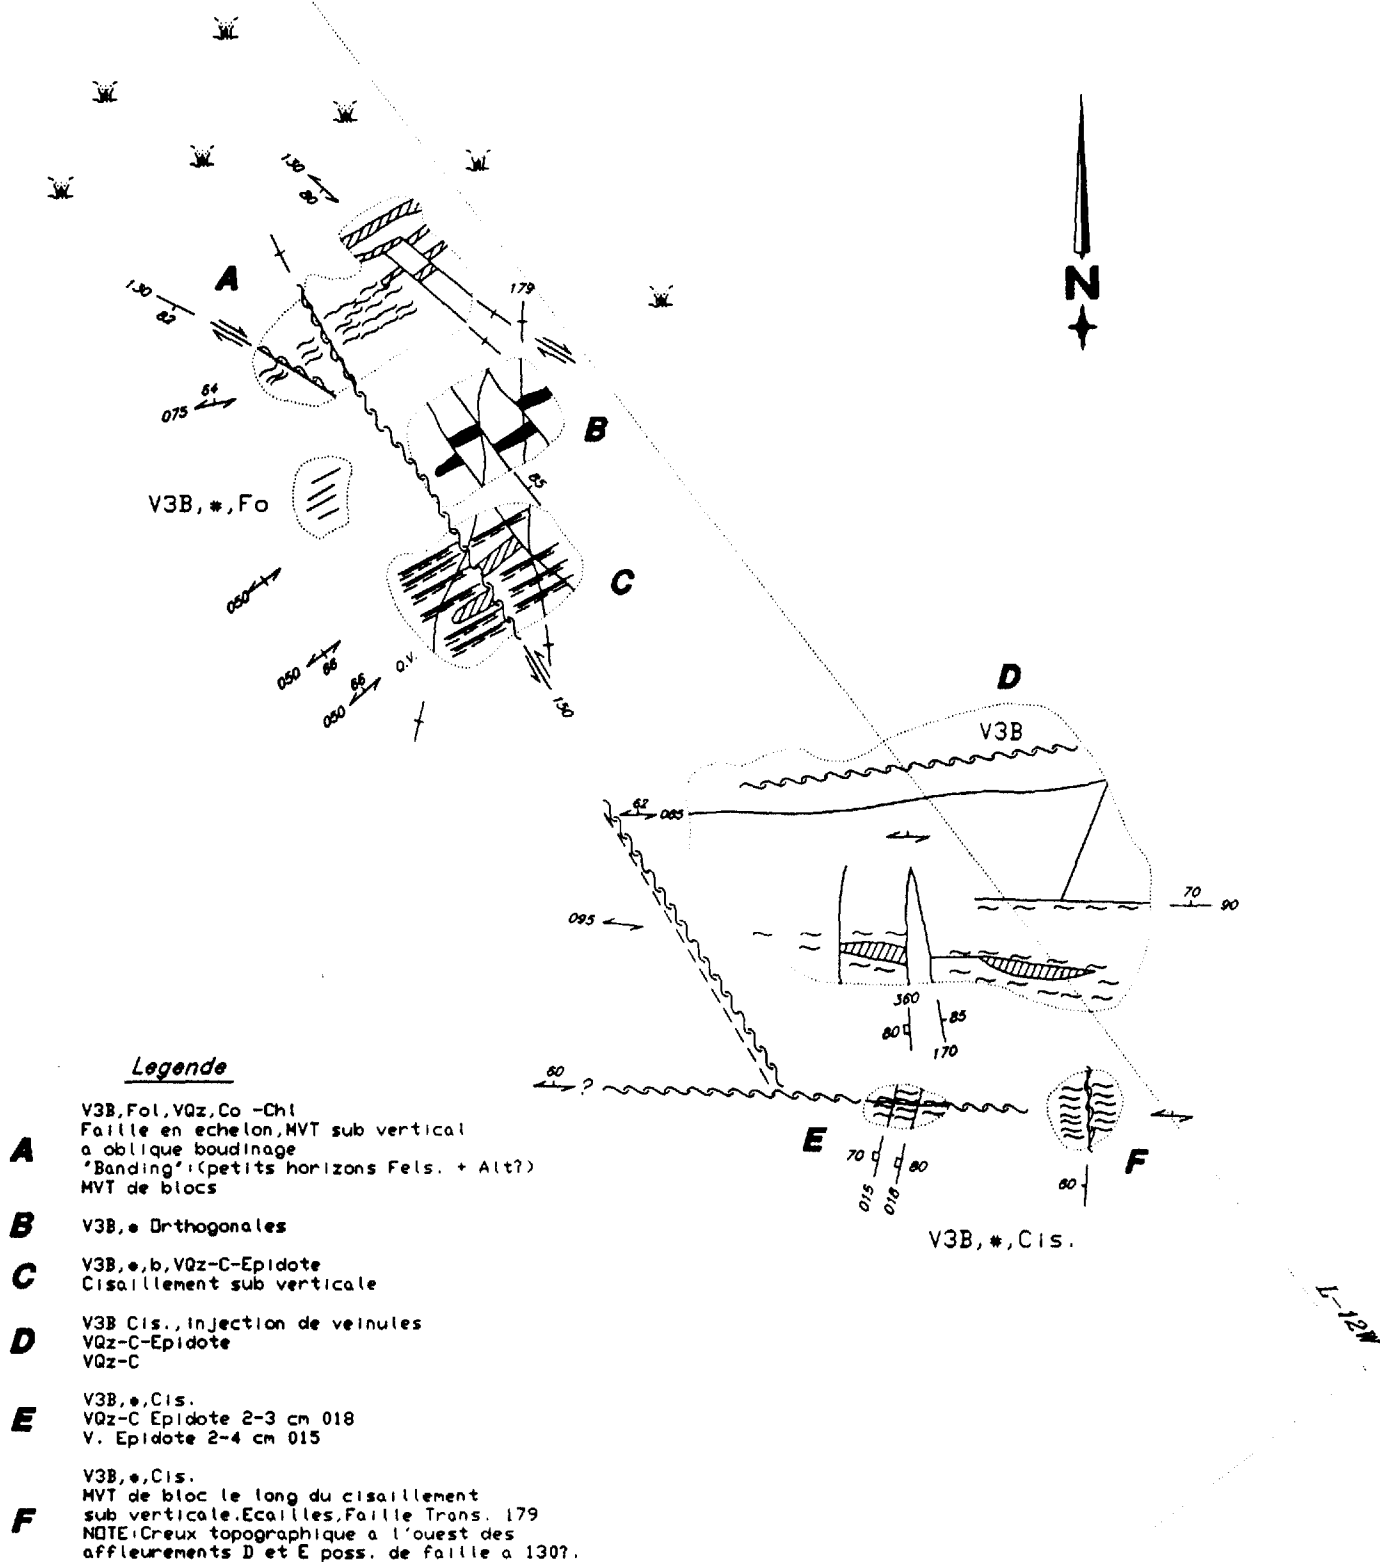 130
80
A
130
82
179
64
075
B
85
V3B,*,Fo
C
050
050 66
66
050
Q.V.
150
D
V3B
62
085
70
90
095
360
80
85
170
60
?
E
F
70
80
015
018
60
V3B,*,Cis.
N
L-12W
Legende
A
V3B,Fol,VQz,Co -Chl
Faille en echelon,MVT sub vertical
a oblique boudinage
"Banding":(petits horizons Fels. + Alt?)
MVT de blocs
B
V3B,* Orthogonales
C
V3B,*,b,VQz-C-Epidote
Cisaillement sub verticale
D
V3B Cis.,injection de veinules
VQz-C-Epidote
VQz-C
E
V3B,*,Cis.
VQz-C Epidote 2-3 cm 018
V. Epidote 2-4 cm 015
F
V3B,*,Cis.
MVT de bloc le long du cisaillement
sub verticale.Ecailles,Faille Trans. 179
NOTE:Creux topographique a l'ouest des
affleurements D et E poss. de faille a 130?.